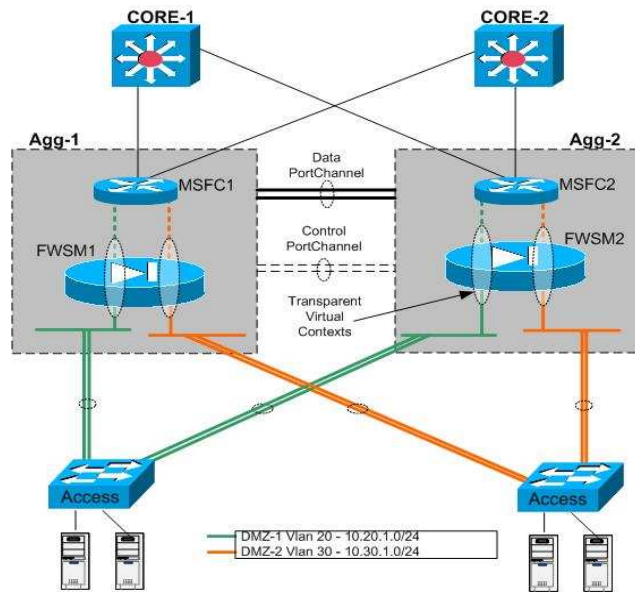 CORE-1
CORE-2
Agg-1
Agg-2
Data
PortChannel
MSFC1
MSFC2
Control
PortChannel
FWSM1
FWSM2
Transparent
Virtual
Contexts
Access
Access
DMZ-1 Vlan 20 - 10.20.1.0/24
DMZ-2 Vlan 30 - 10.30.1.0/24